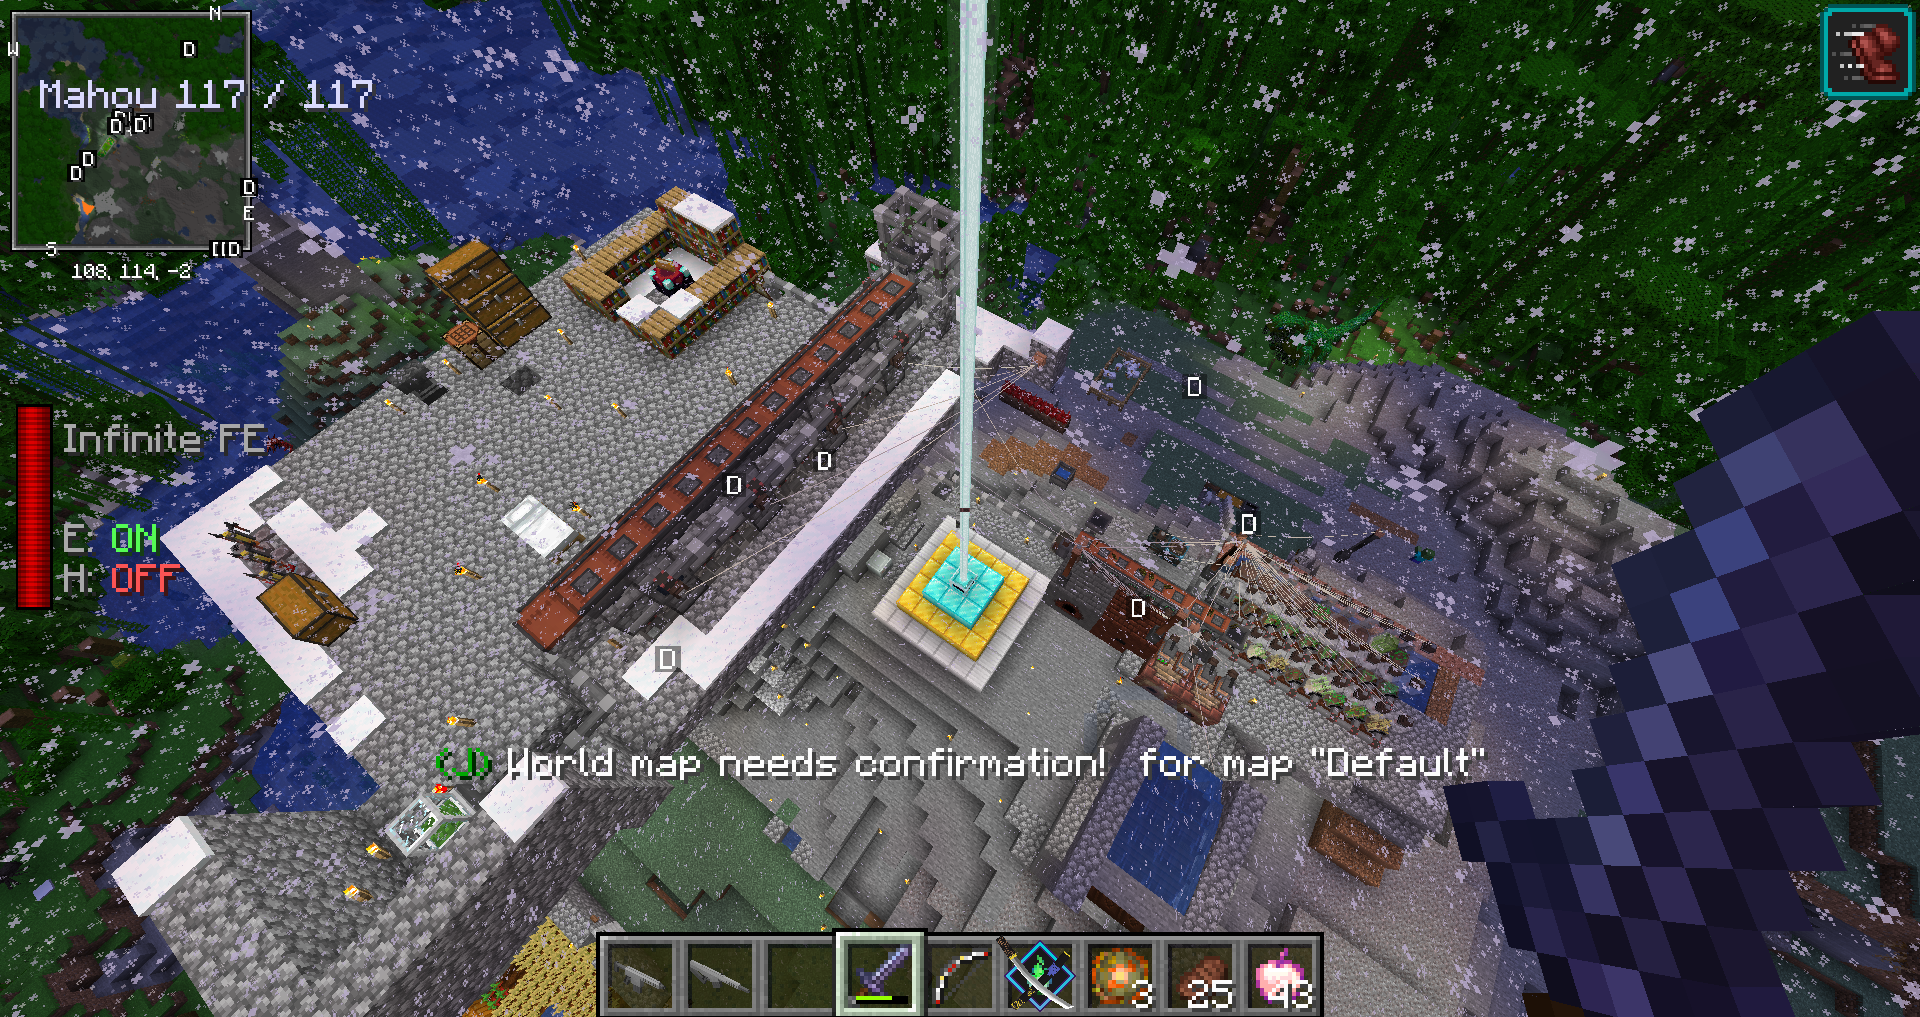 N
W
D
Mahou 117 / 117
D
D
D
D
D
E
S
D
108, 114, -2
D
Infinite FE
D
D
D
E: ON
H: OFF
D
D
(J) World map needs confirmation!  for map "Default"
3
25
43